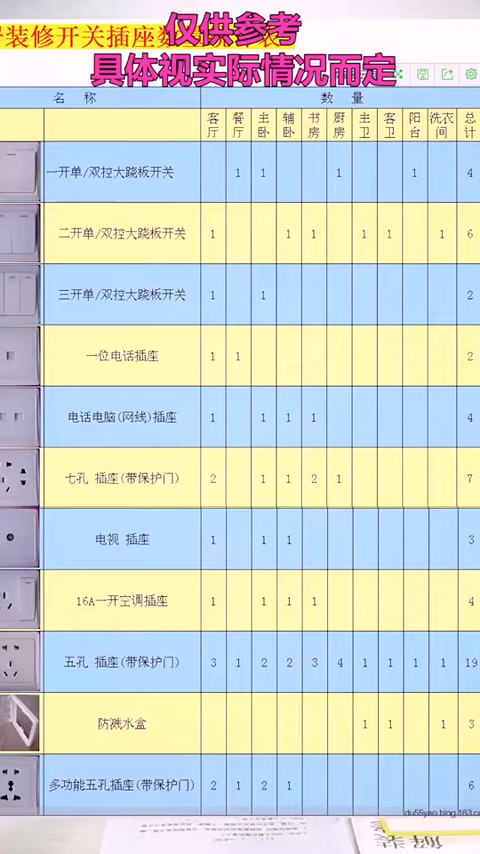 装修开关插座数
仅供参考
具体视实际情况而定
名 称 数 量
客厅 餐厅 主卧 辅卧 书房 厨房 主卫 客卫 阳台 洗衣间 总计
一开单/双控大跷板开关 1 1 1 1 4
二开单/双控大跷板开关 1 1 1 1 1 1 6
三开单/双控大跷板开关 1 1 2
一位电话插座 1 1 2
电话电脑(网线)插座 1 1 1 1 4
七孔 插座(带保护门) 2 1 1 2 1 7
电视 插座 1 1 1 3
16A一开空调插座 1 1 1 1 4
五孔 插座(带保护门) 3 1 2 2 3 4 1 1 1 1 19
防溅水盒 1 1 1 3
多功能五孔插座(带保护门) 2 1 2 1 6